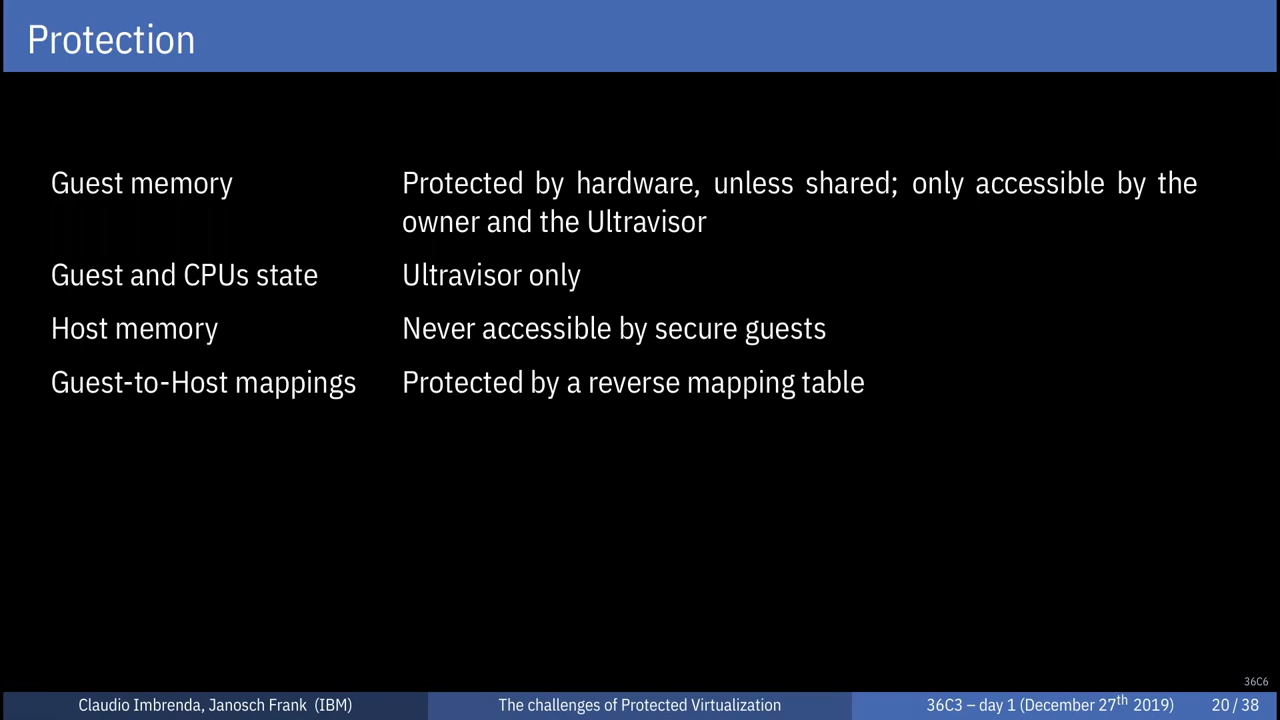 Protection
Guest memory
Protected by hardware, unless shared; only accessible by the
owner and the Ultravisor
Guest and CPUs state
Ultravisor only
Host memory
Never accessible by secure guests
Guest-to-Host mappings
Protected by a reverse mapping table
36C6
Claudio Imbrenda, Janosch Frank (IBM)
The challenges of Protected Virtualization
36C3 – day 1 (December 27th 2019)
20 / 38